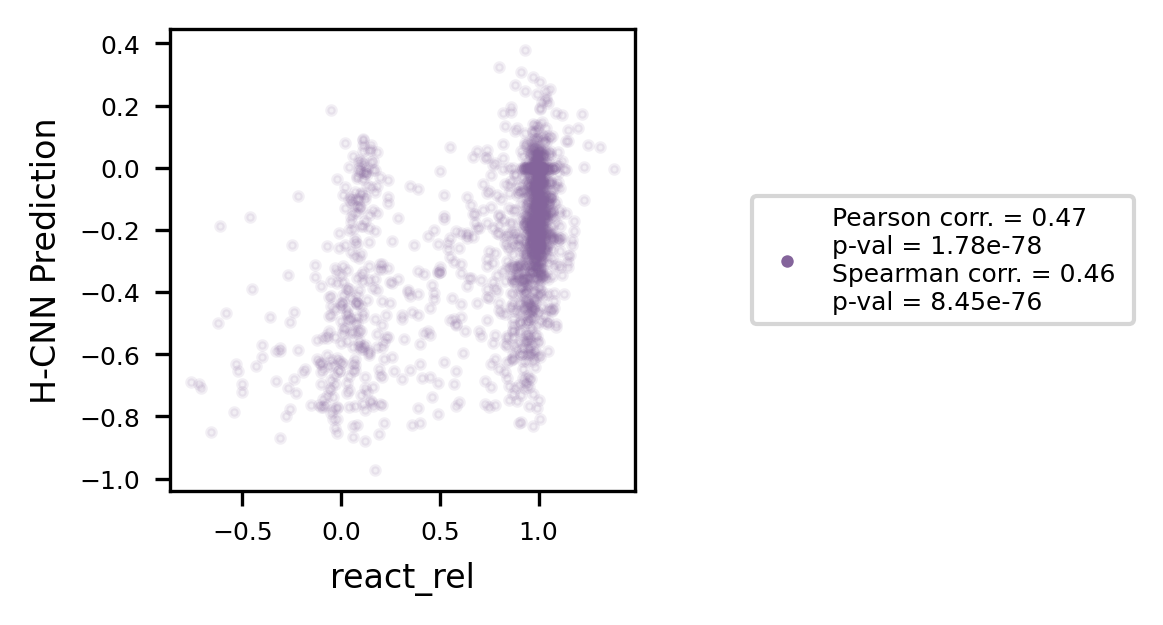 0.4
0.2
0.0
−0.2
−0.4
−0.6
−0.8
−1.0
H-CNN Prediction
−0.5 0.0 0.5 1.0
react_rel
Pearson corr. = 0.47
p-val = 1.78e-78
Spearman corr. = 0.46
p-val = 8.45e-76